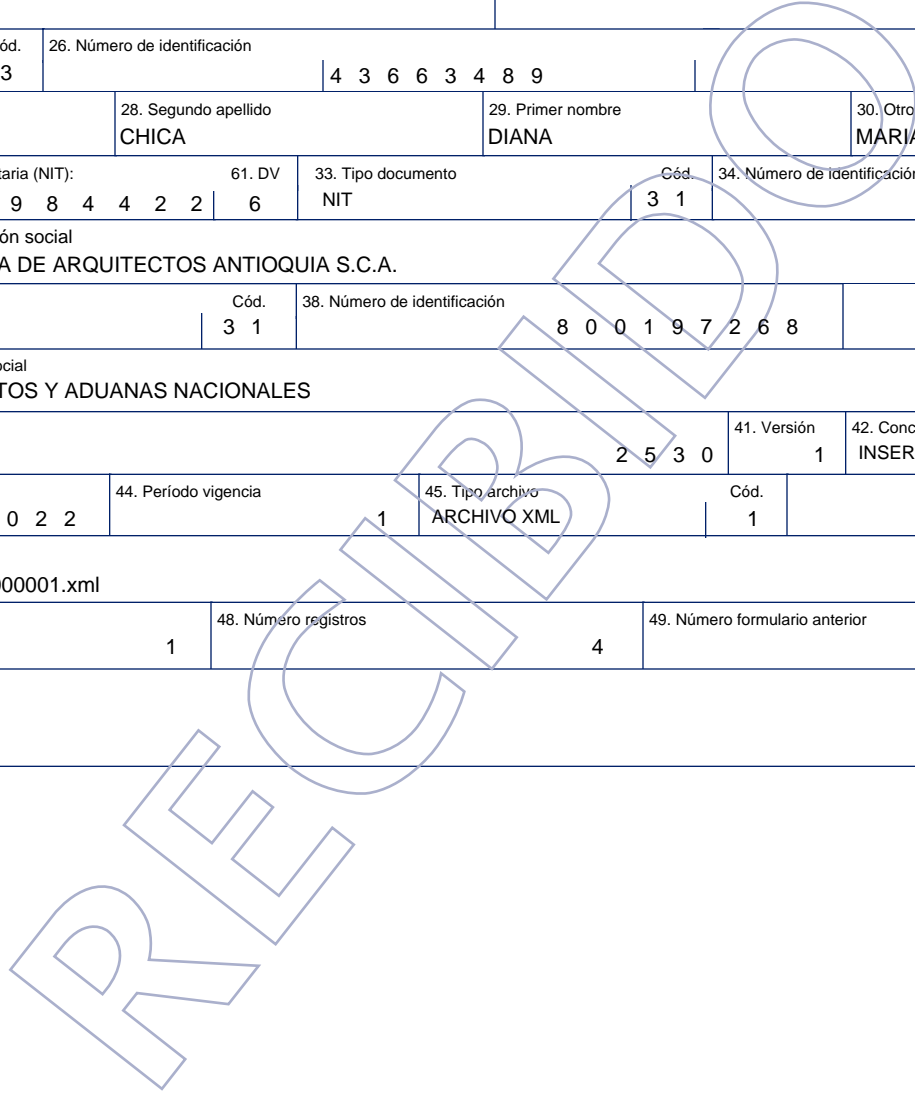 ód. 26. Número de identificación
3 4 3 6 6 3 4 8 9
28. Segundo apellido 29. Primer nombre 30. Otro
CHICA DIANA MARIA
taria (NIT): 61. DV 33. Tipo documento Cód. 34. Número de identificación
9 8 4 4 2 2 6 NIT 3 1
ón social
A DE ARQUITECTOS ANTIOQUIA S.C.A.
Cód. 38. Número de identificación
3 1 8 0 0 1 9 7 2 6 8
ocial
TOS Y ADUANAS NACIONALES
41. Versión 42. Conc
2 5 3 0 1 INSER
44. Período vigencia 45. Tipo archivo Cód.
0 2 2 1 ARCHIVO XML 1
000001.xml
48. Número registros 49. Número formulario anterior
1 4
RECIBIDO